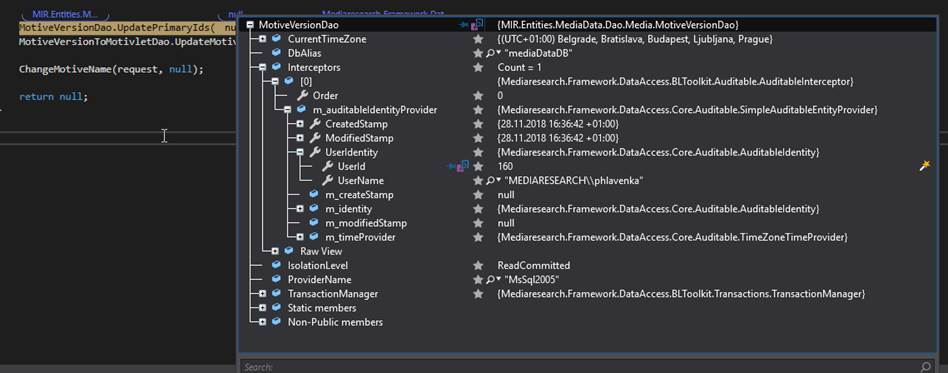 MIR.Entities.M...
null
Mediaresearch.Framework.Dat
MotiveVersionDao.UpdatePrimaryIds( nu
MotiveVersionToMotivletDao.UpdateMotiv
ChangeMotiveName(request, null);
return null;
MotiveVersionDao {MIR.Entities.MediaData.Dao.Media.MotiveVersionDao}
CurrentTimeZone {(UTC+01:00) Belgrade, Bratislava, Budapest, Ljubljana, Prague}
DbAlias "mediaDataDB"
Interceptors Count = 1
[0] {Mediaresearch.Framework.DataAccess.BLToolkit.Auditable.AuditableInterceptor}
Order 0
m_auditableIdentityProvider {Mediaresearch.Framework.DataAccess.Core.Auditable.SimpleAuditableEntityProvider}
CreatedStamp {28.11.2018 16:36:42 +01:00}
ModifiedStamp {28.11.2018 16:36:42 +01:00}
UserIdentity {Mediaresearch.Framework.DataAccess.Core.Auditable.AuditableIdentity}
UserId 160
UserName "MEDIARESEARCH\\phlavenka"
m_createStamp null
m_identity {Mediaresearch.Framework.DataAccess.Core.Auditable.AuditableIdentity}
m_modifiedStamp null
m_timeProvider {Mediaresearch.Framework.DataAccess.Core.Auditable.TimeZoneTimeProvider}
Raw View
IsolationLevel ReadCommitted
ProviderName "MsSql2005"
TransactionManager {Mediaresearch.Framework.DataAccess.BLToolkit.Transactions.TransactionManager}
Static members
Non-Public members
Search: